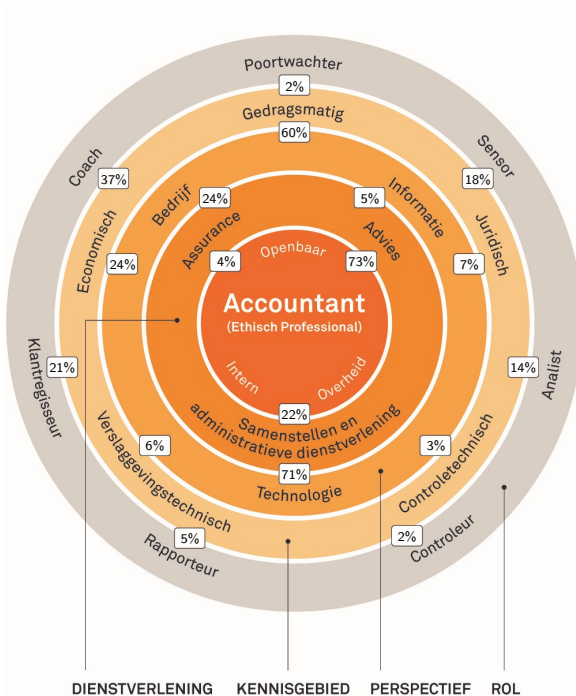 Poortwachter
2%
Gedragsmatig
60%
Coach
37%
Sensor
18%
Bedrijf
24%
Informatie
5%
Economisch
24%
Juridisch
7%
Assurance
4%
Advies
73%
Openbaar
Accountant
(Ethisch Professional)
Intern
Overheid
22%
Samenstellen en
administratieve dienstverlening
71%
Technologie
Klantregisseur
21%
Analist
14%
Verslaggevingstechnisch
6%
Controletechnisch
3%
Rapporteur
5%
Controleur
2%
DIENSTVERLENING KENNISGEBIED PERSPECTIEF ROL